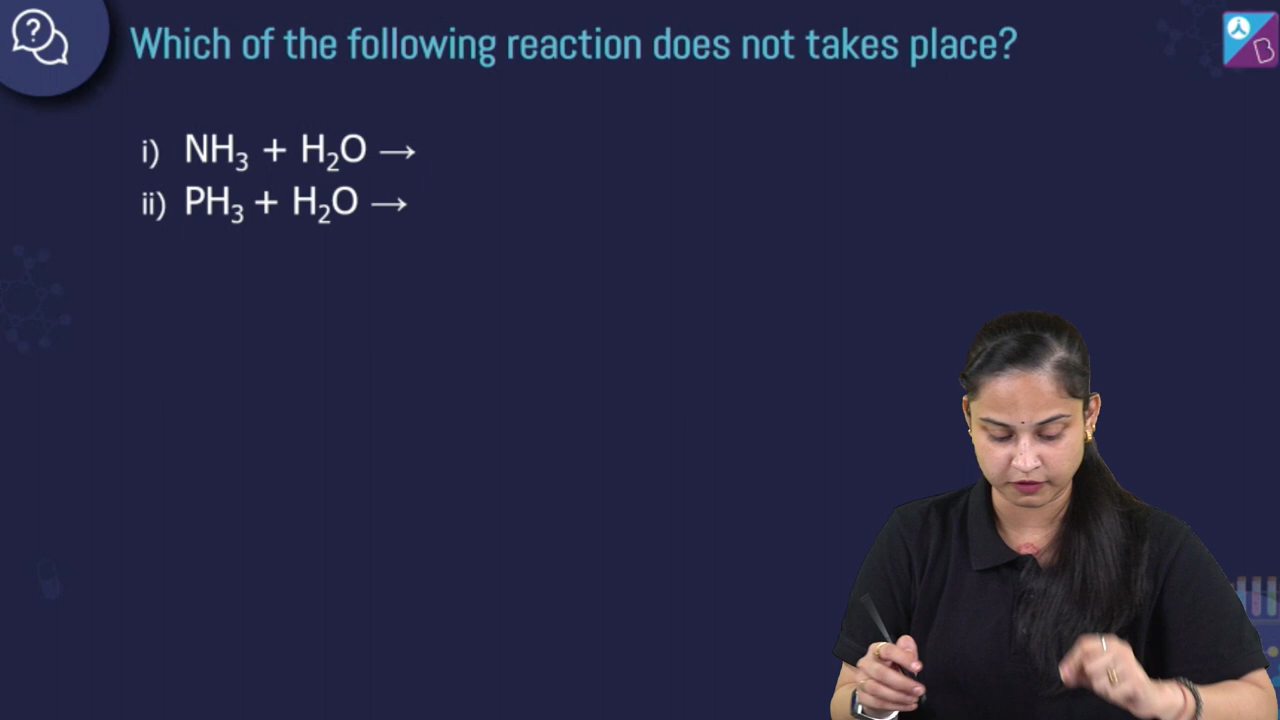 Which of the following reaction does not takes place?
i) NH₃ + H₂O →
ii) PH₃ + H₂O →